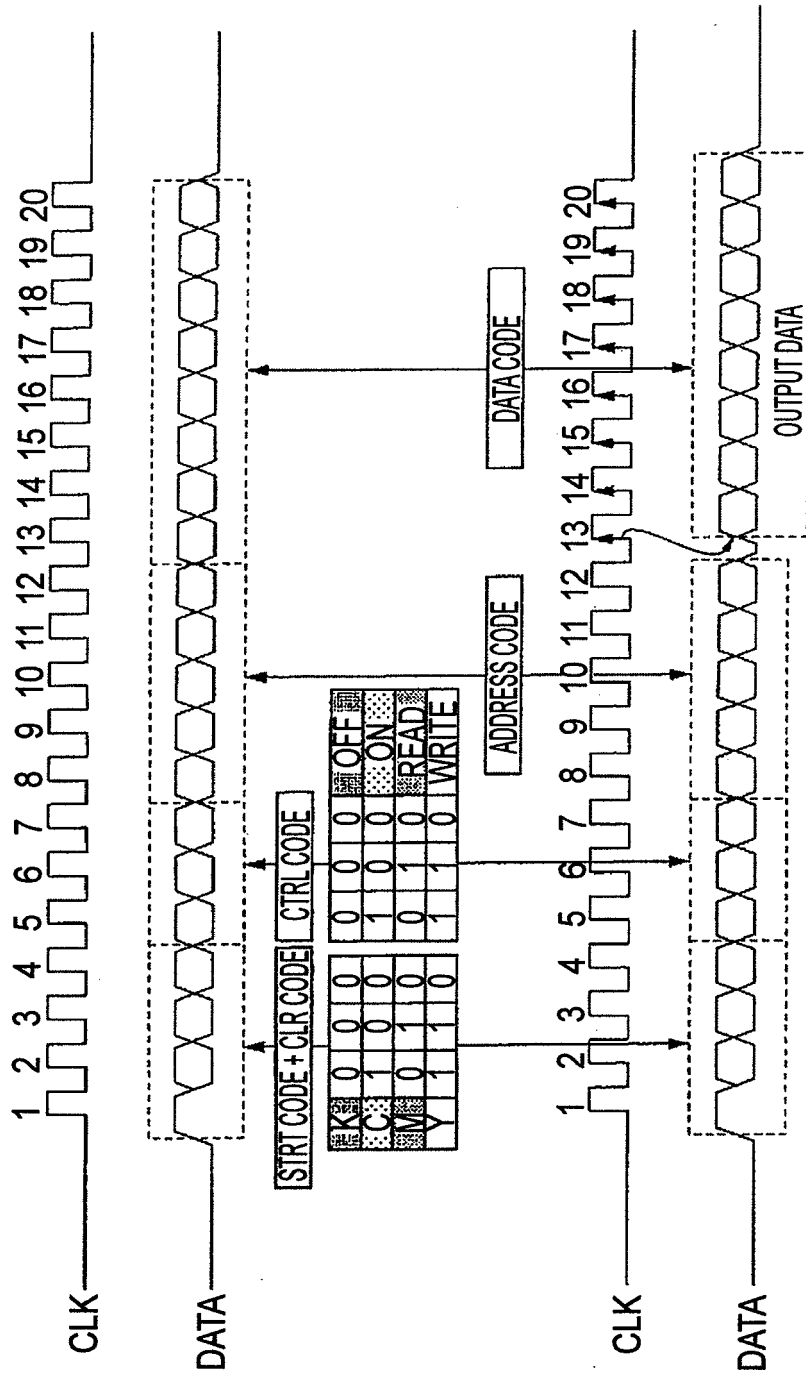 CLK
1 2 3 4 5 6 7 8 9 10 11 12 13 14 15 16 17 18 19 20
DATA
STRT CODE + CLR CODE
K 0 0 0
C 1 0 0
M 0 1 0
Y 1 1 0
CTRL CODE
0 0 0 OFF
1 0 0 ON
0 1 0 READ
1 1 0 WRITE
ADDRESS CODE
DATA CODE
CLK
1 2 3 4 5 6 7 8 9 10 11 12 13 14 15 16 17 18 19 20
DATA
OUTPUT DATA